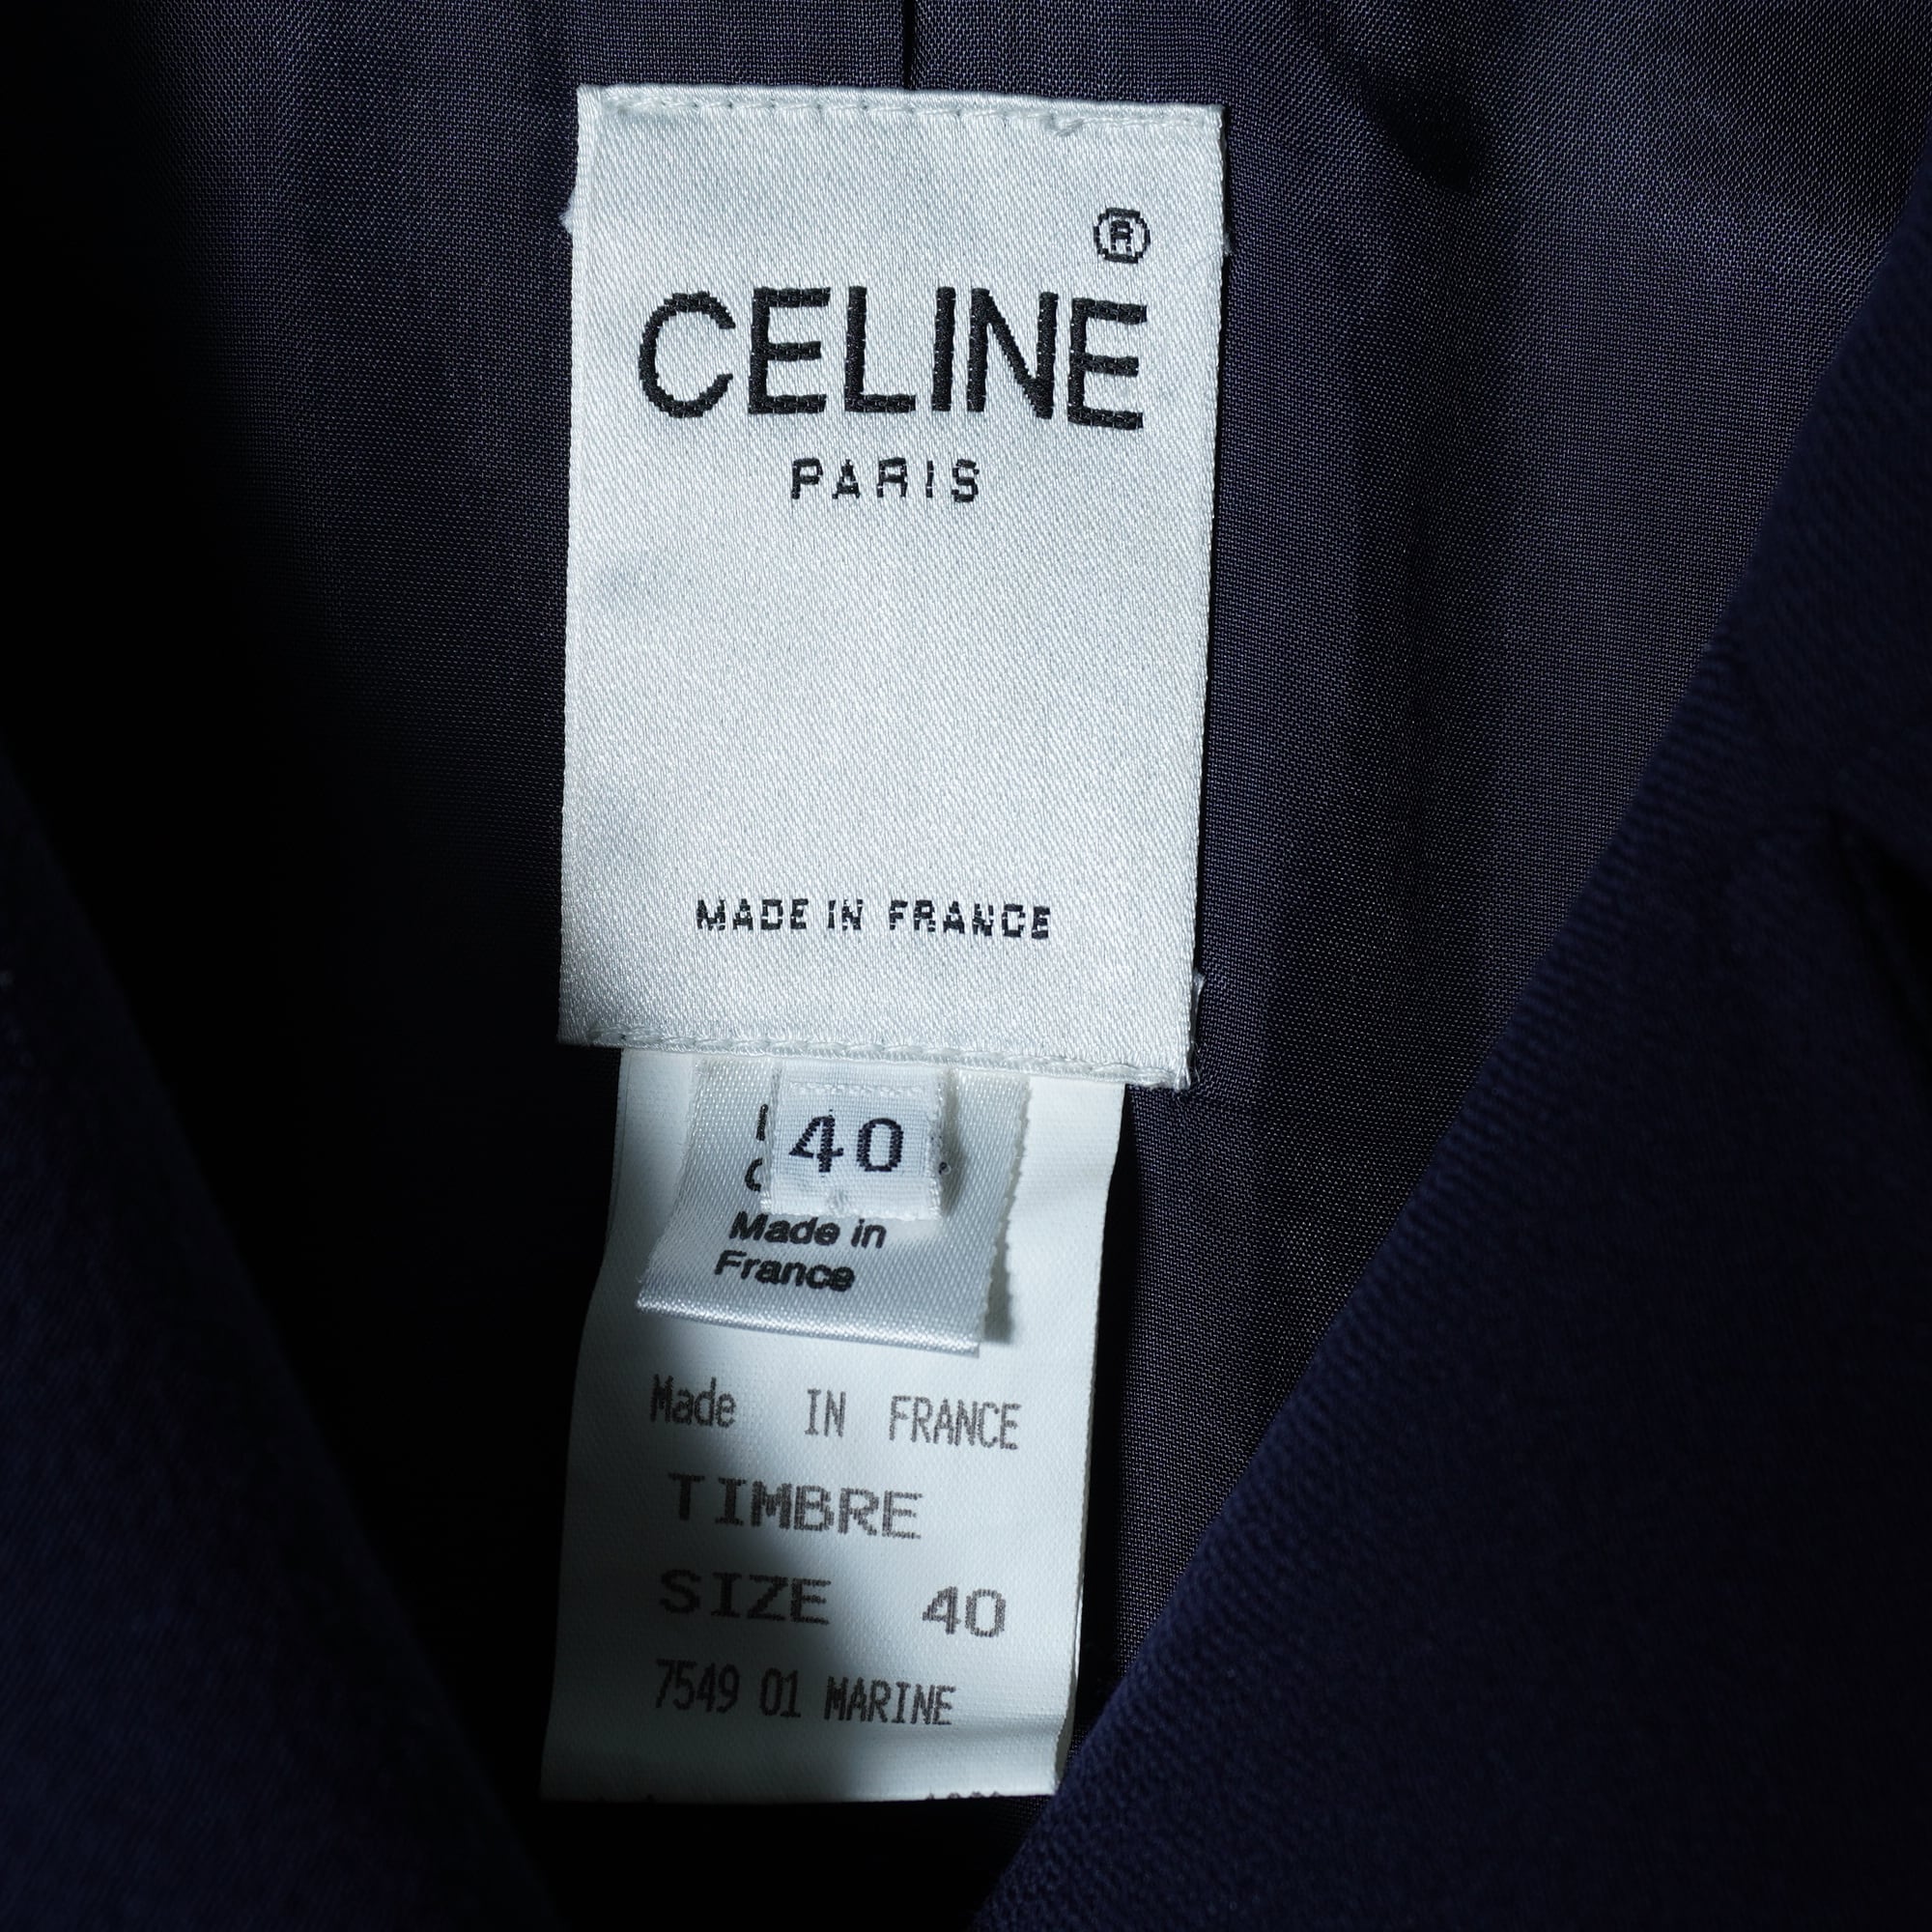 ®
CELINE
PARIS
MADE IN FRANCE
40
Made in
France
Made IN FRANCE
TIMBRE
SIZE 40
7549 01 MARINE